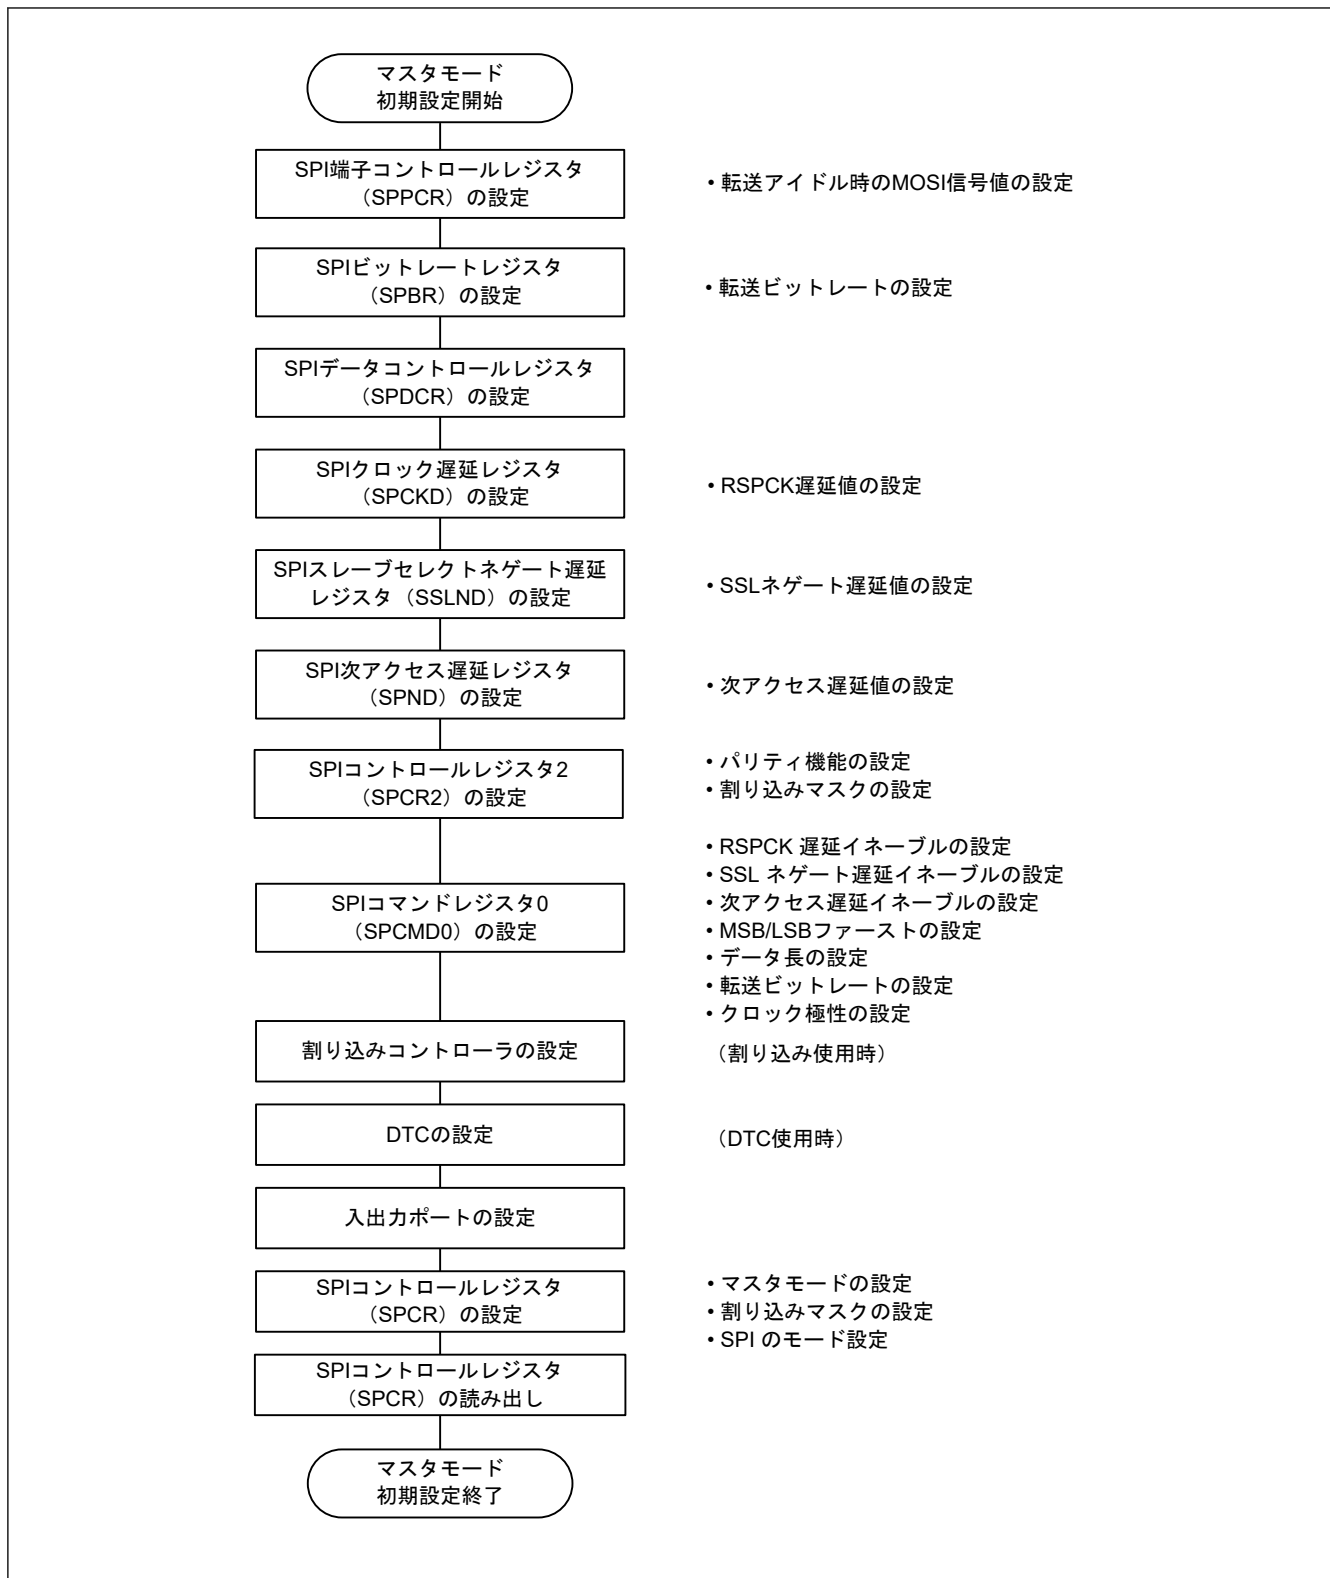 マスタモード
初期設定開始
SPI端子コントロールレジスタ
（SPPCR）の設定
• 転送アイドル時のMOSI信号値の設定
SPIビットレートレジスタ
（SPBR）の設定
• 転送ビットレートの設定
SPIデータコントロールレジスタ
（SPDCR）の設定
SPIクロック遅延レジスタ
（SPCKD）の設定
• RSPCK遅延値の設定
SPIスレーブセレクトネゲート遅延
レジスタ（SSLND）の設定
• SSLネゲート遅延値の設定
SPI次アクセス遅延レジスタ
（SPND）の設定
• 次アクセス遅延値の設定
SPIコントロールレジスタ2
（SPCR2）の設定
• パリティ機能の設定
• 割り込みマスクの設定
SPIコマンドレジスタ0
（SPCMD0）の設定
• RSPCK 遅延イネーブルの設定
• SSL ネゲート遅延イネーブルの設定
• 次アクセス遅延イネーブルの設定
• MSB/LSBファーストの設定
• データ長の設定
• 転送ビットレートの設定
• クロック極性の設定
割り込みコントローラの設定
（割り込み使用時）
DTCの設定
（DTC使用時）
入出力ポートの設定
SPIコントロールレジスタ
（SPCR）の設定
• マスタモードの設定
• 割り込みマスクの設定
• SPI のモード設定
SPIコントロールレジスタ
（SPCR）の読み出し
マスタモード
初期設定終了